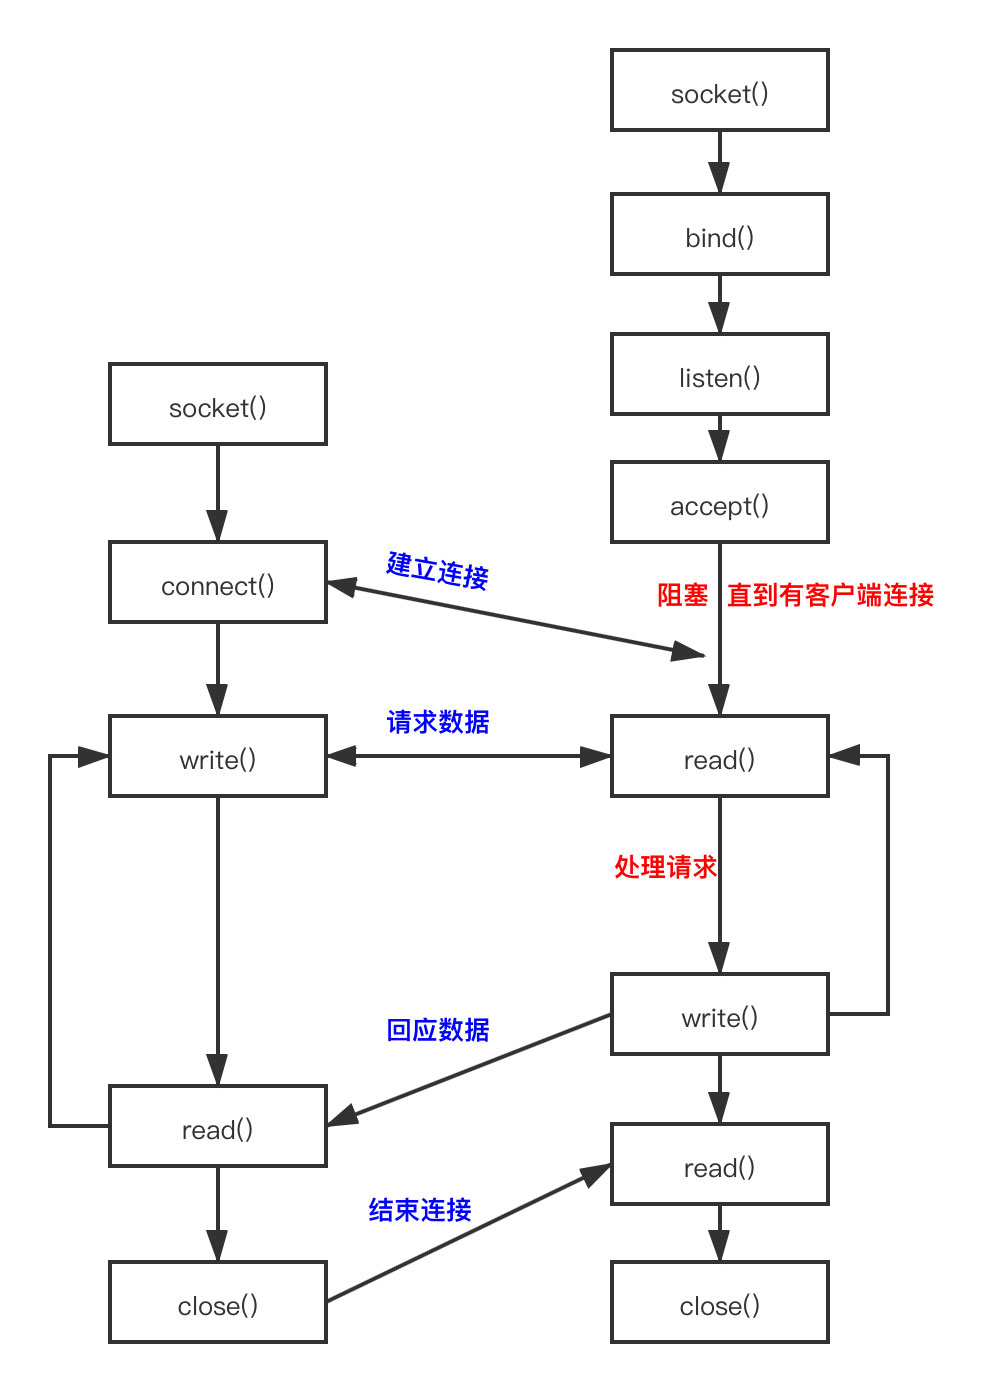 socket()
bind()
listen()
socket()
accept()
建立连接
connect()
阻塞 直到有客户端连接
请求数据
write()
read()
处理请求
write()
回应数据
read()
read()
结束连接
close()
close()